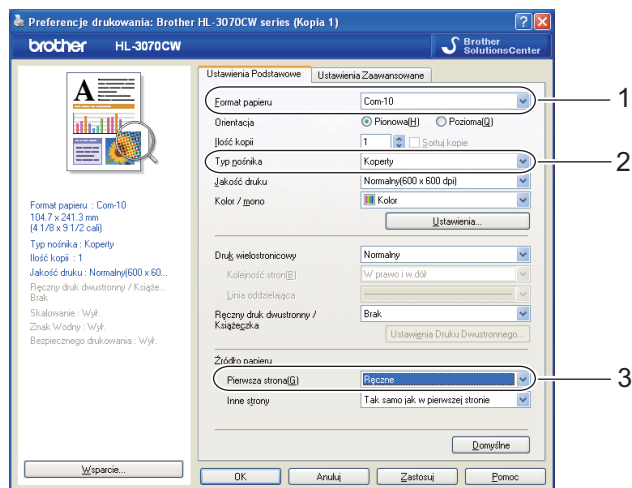 Preferencje drukowania: Brother HL-3070CW series (Kopia 1)
brother HL-3070CW
Brother SolutionsCenter
Ustawienia Podstawowe Ustawienia Zaawansowane
Format papieru Com-10 1
Orientacja Pionowa(H) Pozioma(Q)
Ilość kopii 1 Sortuj kopie
Typ nośnika Koperty 2
Jakość druku Normalny(600 x 600 dpi)
Kolor / mono Kolor
Ustawienia...
Druk wielostronicowy Normalny
Kolejność stron(B) W prawo i w dół
Linia oddzielająca
Ręczny druk dwustronny / Książeczka Brak
Ustawienia Druku Dwustronnego...
Źródło papieru
Pierwsza strona(G) Ręczne 3
Inne strony Tak samo jak w pierwszej stronie
Domyślne
A
Format papieru : Com-10
104.7 x 241.3 mm
(4 1/8 x 9 1/2 cali)
Typ nośnika : Koperty
Ilość kopii : 1
Jakość druku : Normalny(600 x 60...
Ręczny druk dwustronny / Książe...
Brak
Skalowanie : Wył.
Znak Wodny : Wył.
Bezpiecznego drukowania : Wył.
Wsparcie...
OK Anuluj Zastosuj Pomoc